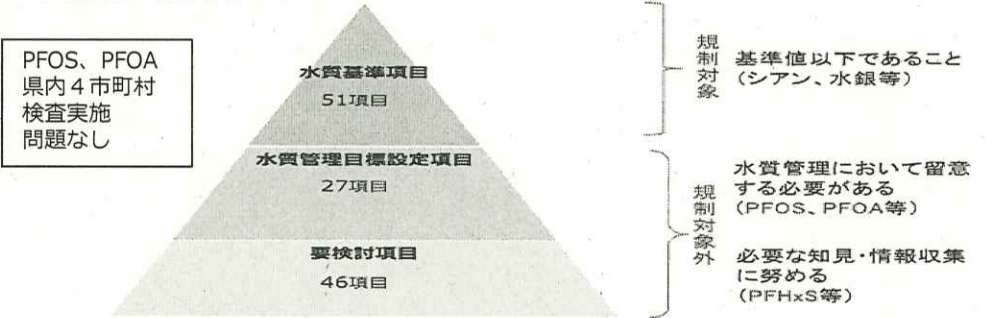 PFOS、PFOA
県内４市町村
検査実施
問題なし
水質基準項目
51項目
水質管理目標設定項目
27項目
要検討項目
46項目
規制対象
基準値以下であること
（シアン、水銀等）
規制対象外
水質管理において留意
する必要がある
（PFOS、PFOA等）
必要な知見・情報収集
に努める
（PFHxS等）